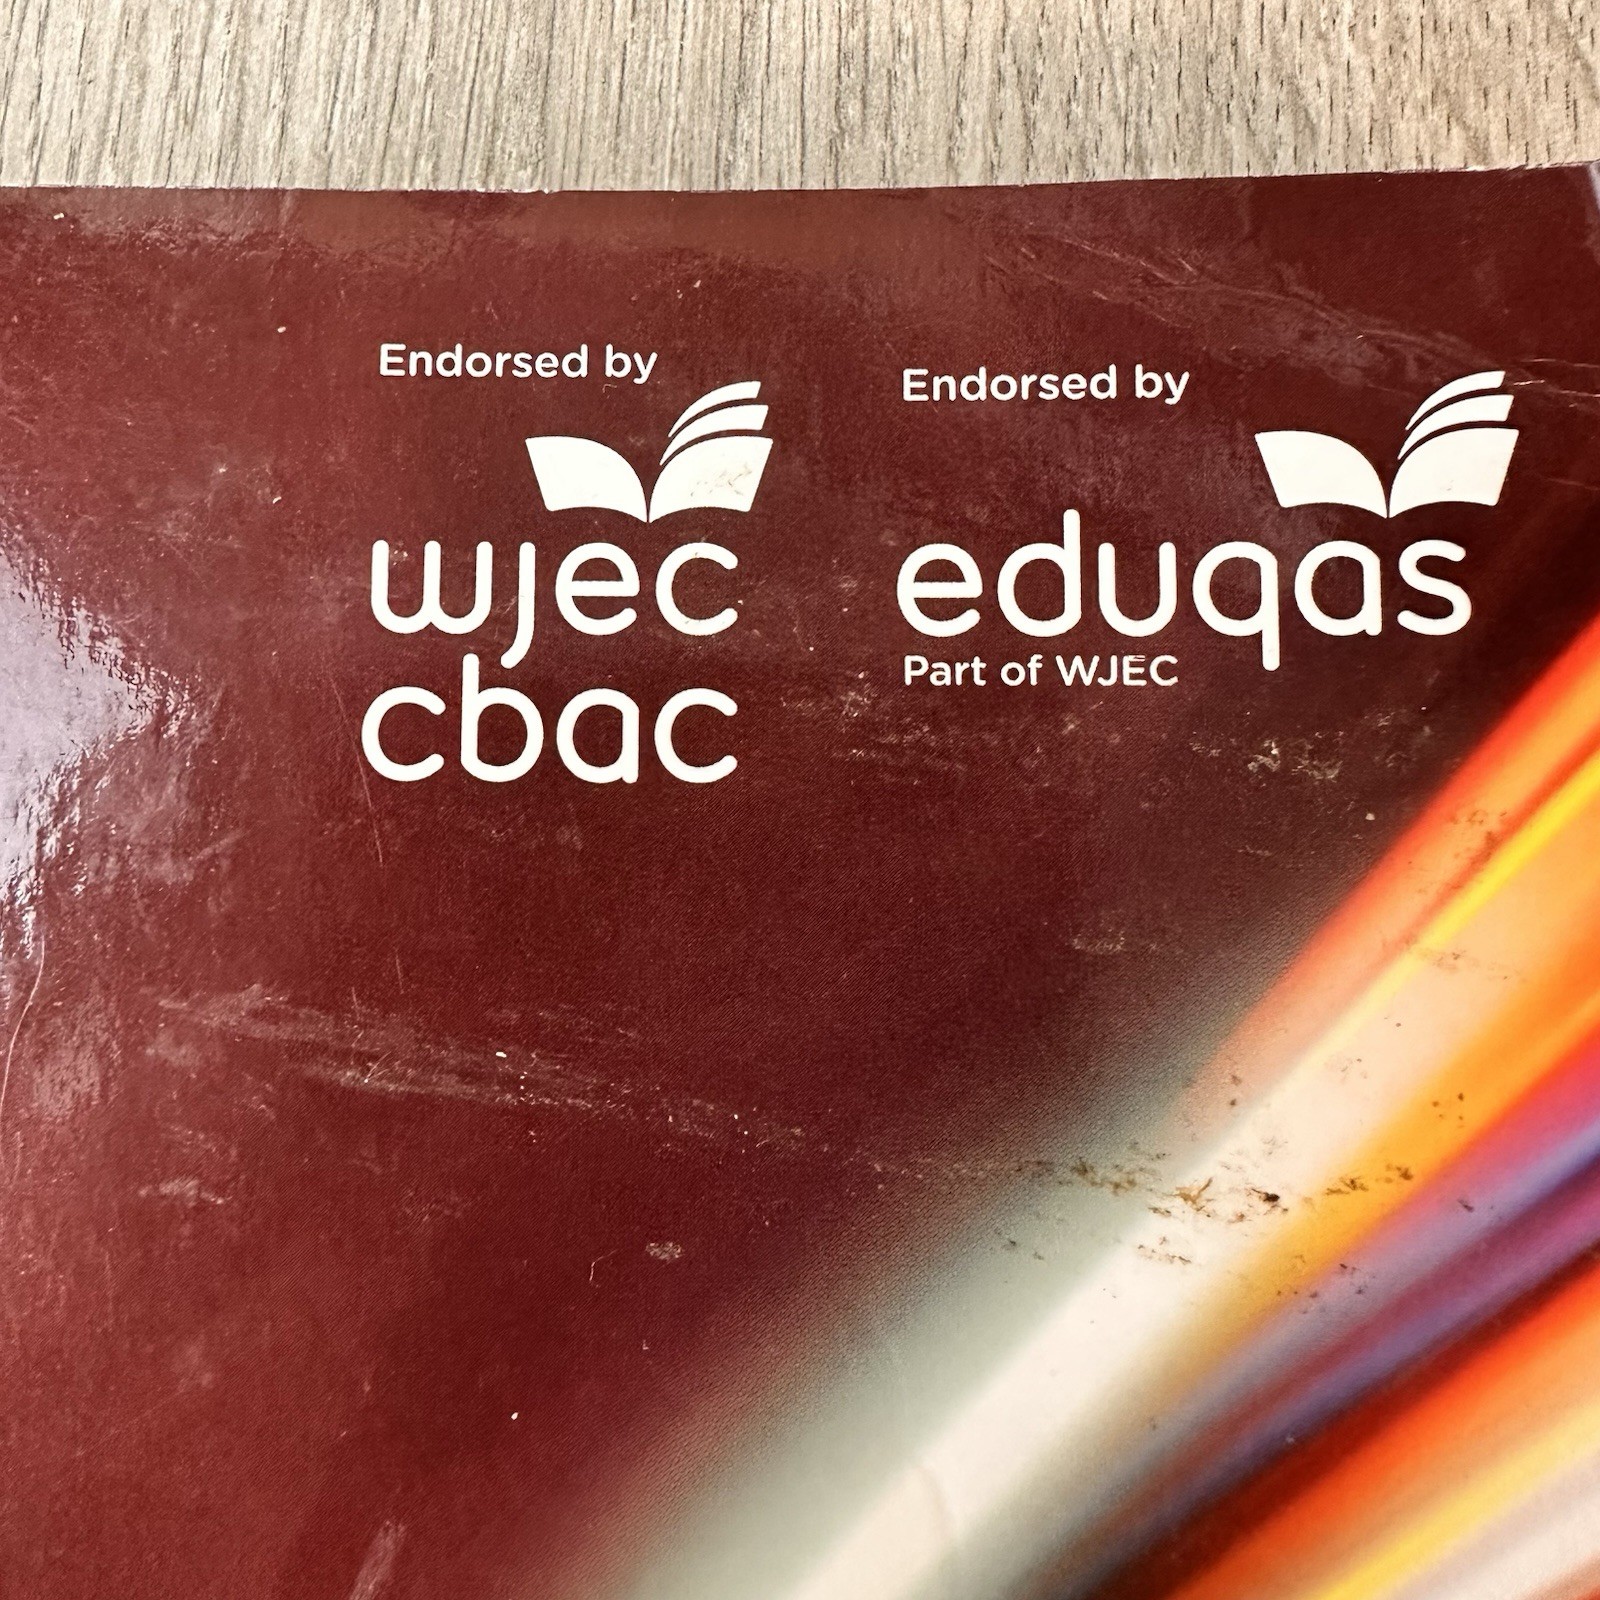 Endorsed by
wjec
cbac
Endorsed by
eduqas
Part of WJEC